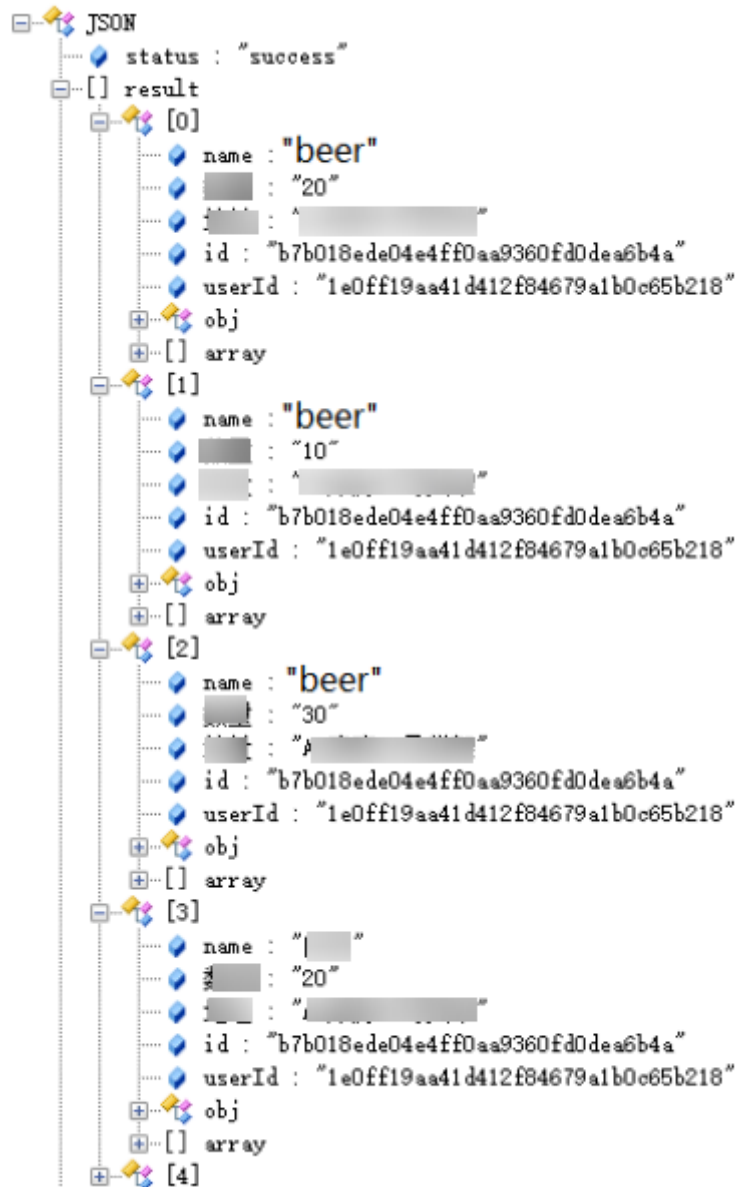 JSON
status : "success"
[] result
[0]
name : "beer"
: "20"
: " "
id : "b7b018ede04e4ff0aa9360fd0dea6b4a"
userId : "1e0ff19aa41d412f84679a1b0c65b218"
obj
[] array
[1]
name : "beer"
: "10"
: " "
id : "b7b018ede04e4ff0aa9360fd0dea6b4a"
userId : "1e0ff19aa41d412f84679a1b0c65b218"
obj
[] array
[2]
name : "beer"
: "30"
: "A "
id : "b7b018ede04e4ff0aa9360fd0dea6b4a"
userId : "1e0ff19aa41d412f84679a1b0c65b218"
obj
[] array
[3]
name : " "
: "20"
: " "
id : "b7b018ede04e4ff0aa9360fd0dea6b4a"
userId : "1e0ff19aa41d412f84679a1b0c65b218"
obj
[] array
[4]